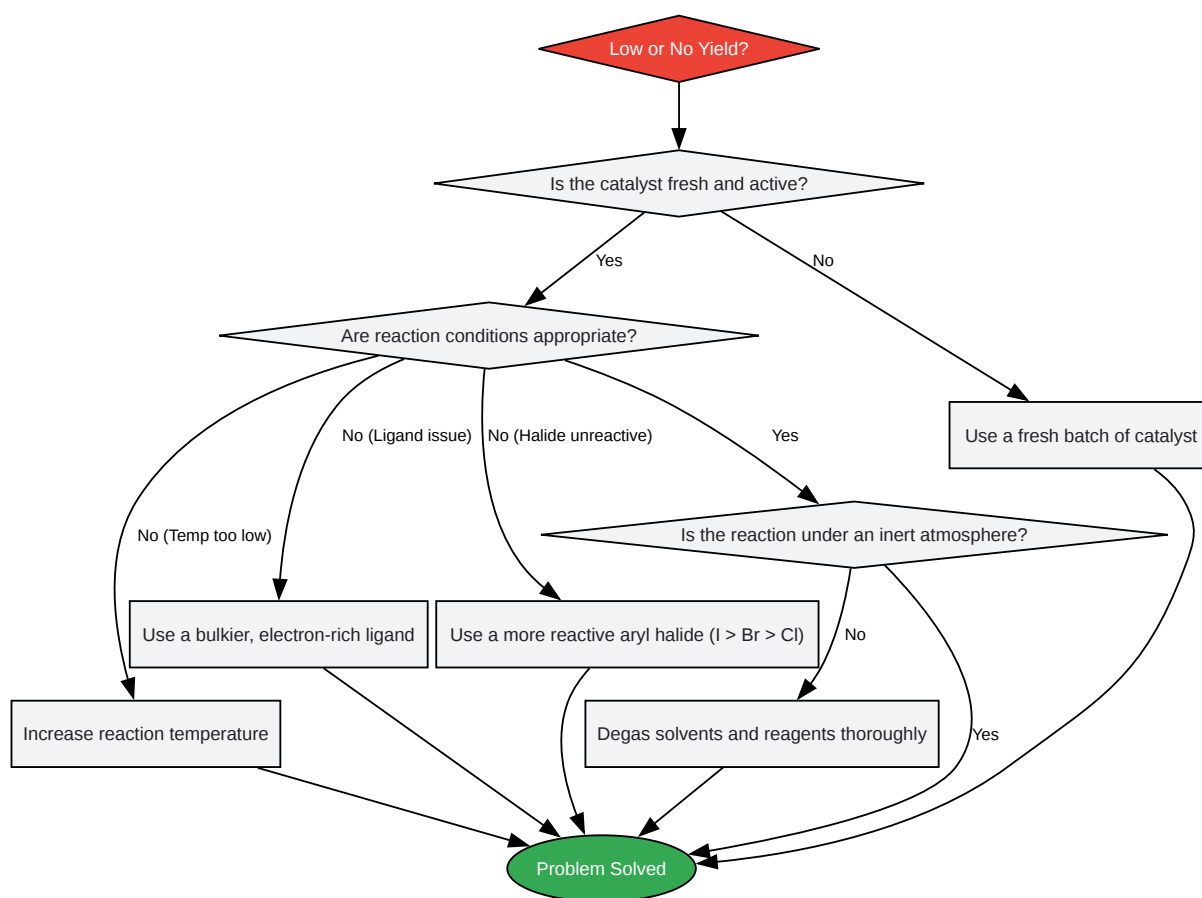 Low or No Yield?
Is the catalyst fresh and active?
Yes
No
Are reaction conditions appropriate?
No (Ligand issue)
No (Halide unreactive)
Yes
Use a fresh batch of catalyst
No (Temp too low)
Is the reaction under an inert atmosphere?
Use a bulkier, electron-rich ligand
Use a more reactive aryl halide (I > Br > Cl)
No
Increase reaction temperature
Degas solvents and reagents thoroughly
Yes
Problem Solved